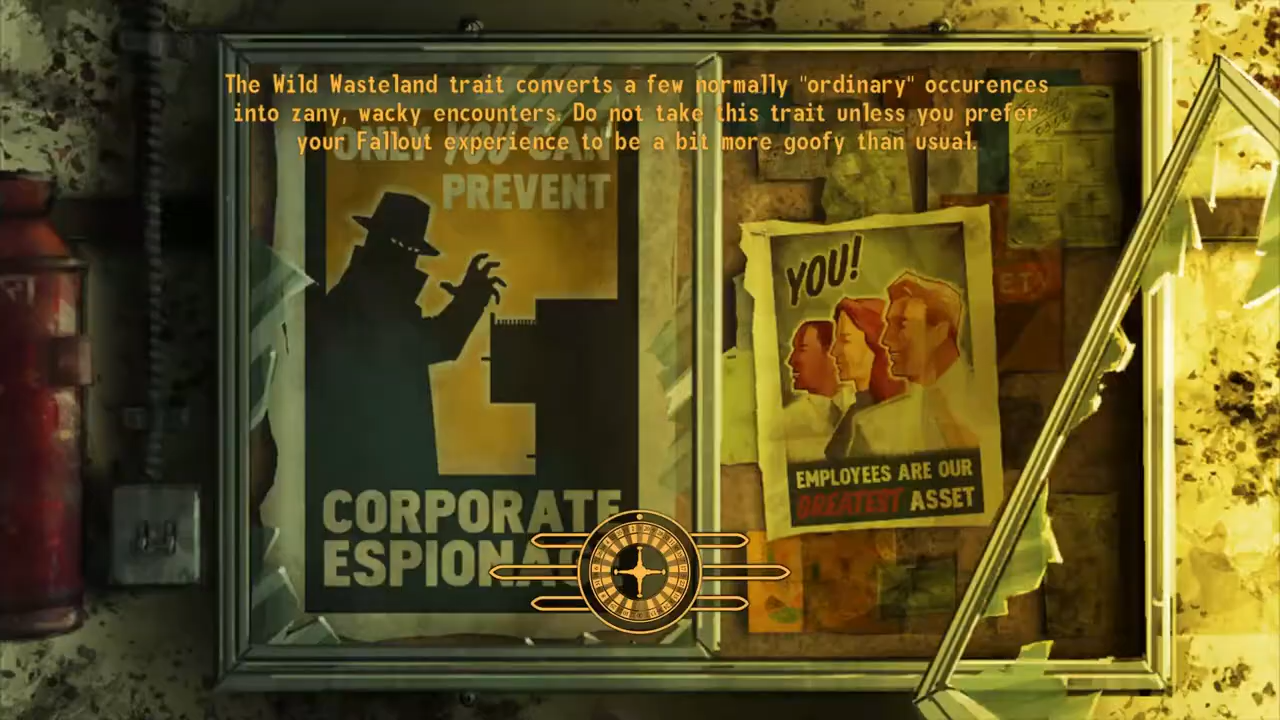 The Wild Wasteland trait converts a few normally "ordinary" occurences
into zany, wacky encounters. Do not take this trait unless you prefer
your Fallout experience to be a bit more goofy than usual.
ONLY YOU CAN
PREVENT
CORPORATE
YOU!
EMPLOYEES ARE OUR
GREATEST ASSET